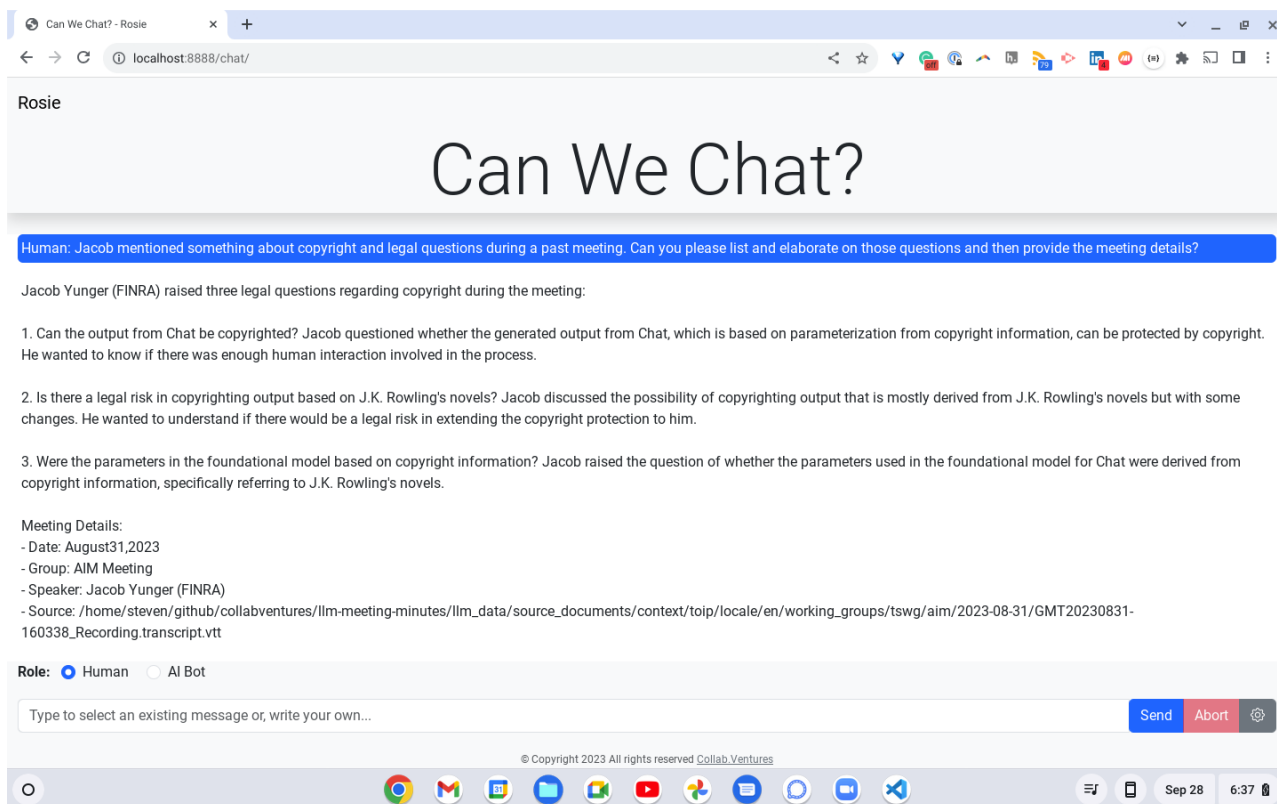 Can We Chat? - Rosie
localhost:8888/chat/
off
79
4
Rosie
Can We Chat?
Human: Jacob mentioned something about copyright and legal questions during a past meeting. Can you please list and elaborate on those questions and then provide the meeting details?
Jacob Yunger (FINRA) raised three legal questions regarding copyright during the meeting:
1. Can the output from Chat be copyrighted? Jacob questioned whether the generated output from Chat, which is based on parameterization from copyright information, can be protected by copyright.
He wanted to know if there was enough human interaction involved in the process.
2. Is there a legal risk in copyrighting output based on J.K. Rowling's novels? Jacob discussed the possibility of copyrighting output that is mostly derived from J.K. Rowling's novels but with some
changes. He wanted to understand if there would be a legal risk in extending the copyright protection to him.
3. Were the parameters in the foundational model based on copyright information? Jacob raised the question of whether the parameters used in the foundational model for Chat were derived from
copyright information, specifically referring to J.K. Rowling's novels.
Meeting Details:
- Date: August31,2023
- Group: AIM Meeting
- Speaker: Jacob Yunger (FINRA)
- Source: /home/steven/github/collabventures/llm-meeting-minutes/llm_data/source_documents/context/toip/locale/en/working_groups/tswg/aim/2023-08-31/GMT20230831-
160338_Recording.transcript.vtt
Role: Human AI Bot
Type to select an existing message or, write your own... Send Abort
© Copyright 2023 All rights reserved Collab.Ventures
31
Sep 28 6:37